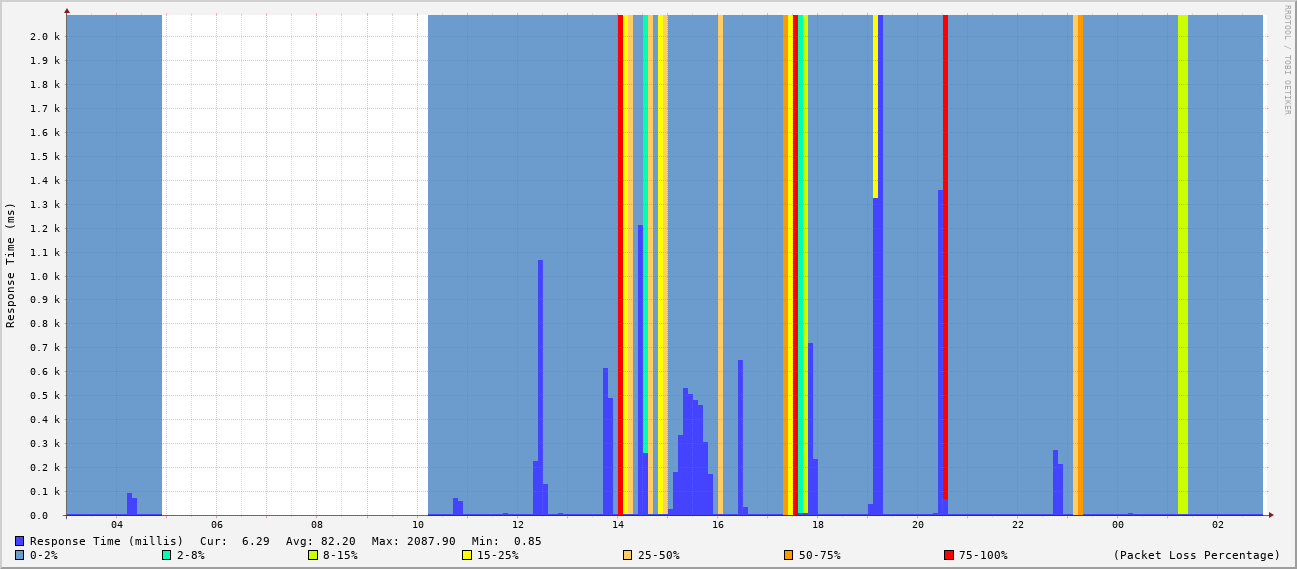 RRDTOOL / TOBI OETIKER
Response Time (ms)
2.0 k
1.9 k
1.8 k
1.7 k
1.6 k
1.5 k
1.4 k
1.3 k
1.2 k
1.1 k
1.0 k
0.9 k
0.8 k
0.7 k
0.6 k
0.5 k
0.4 k
0.3 k
0.2 k
0.1 k
0.0
04 06 08 10 12 14 16 18 20 22 00 02
Response Time (millis) Cur: 6.29 Avg: 82.20 Max: 2087.90 Min: 0.85
0-2% 2-8% 8-15% 15-25% 25-50% 50-75% 75-100% (Packet Loss Percentage)